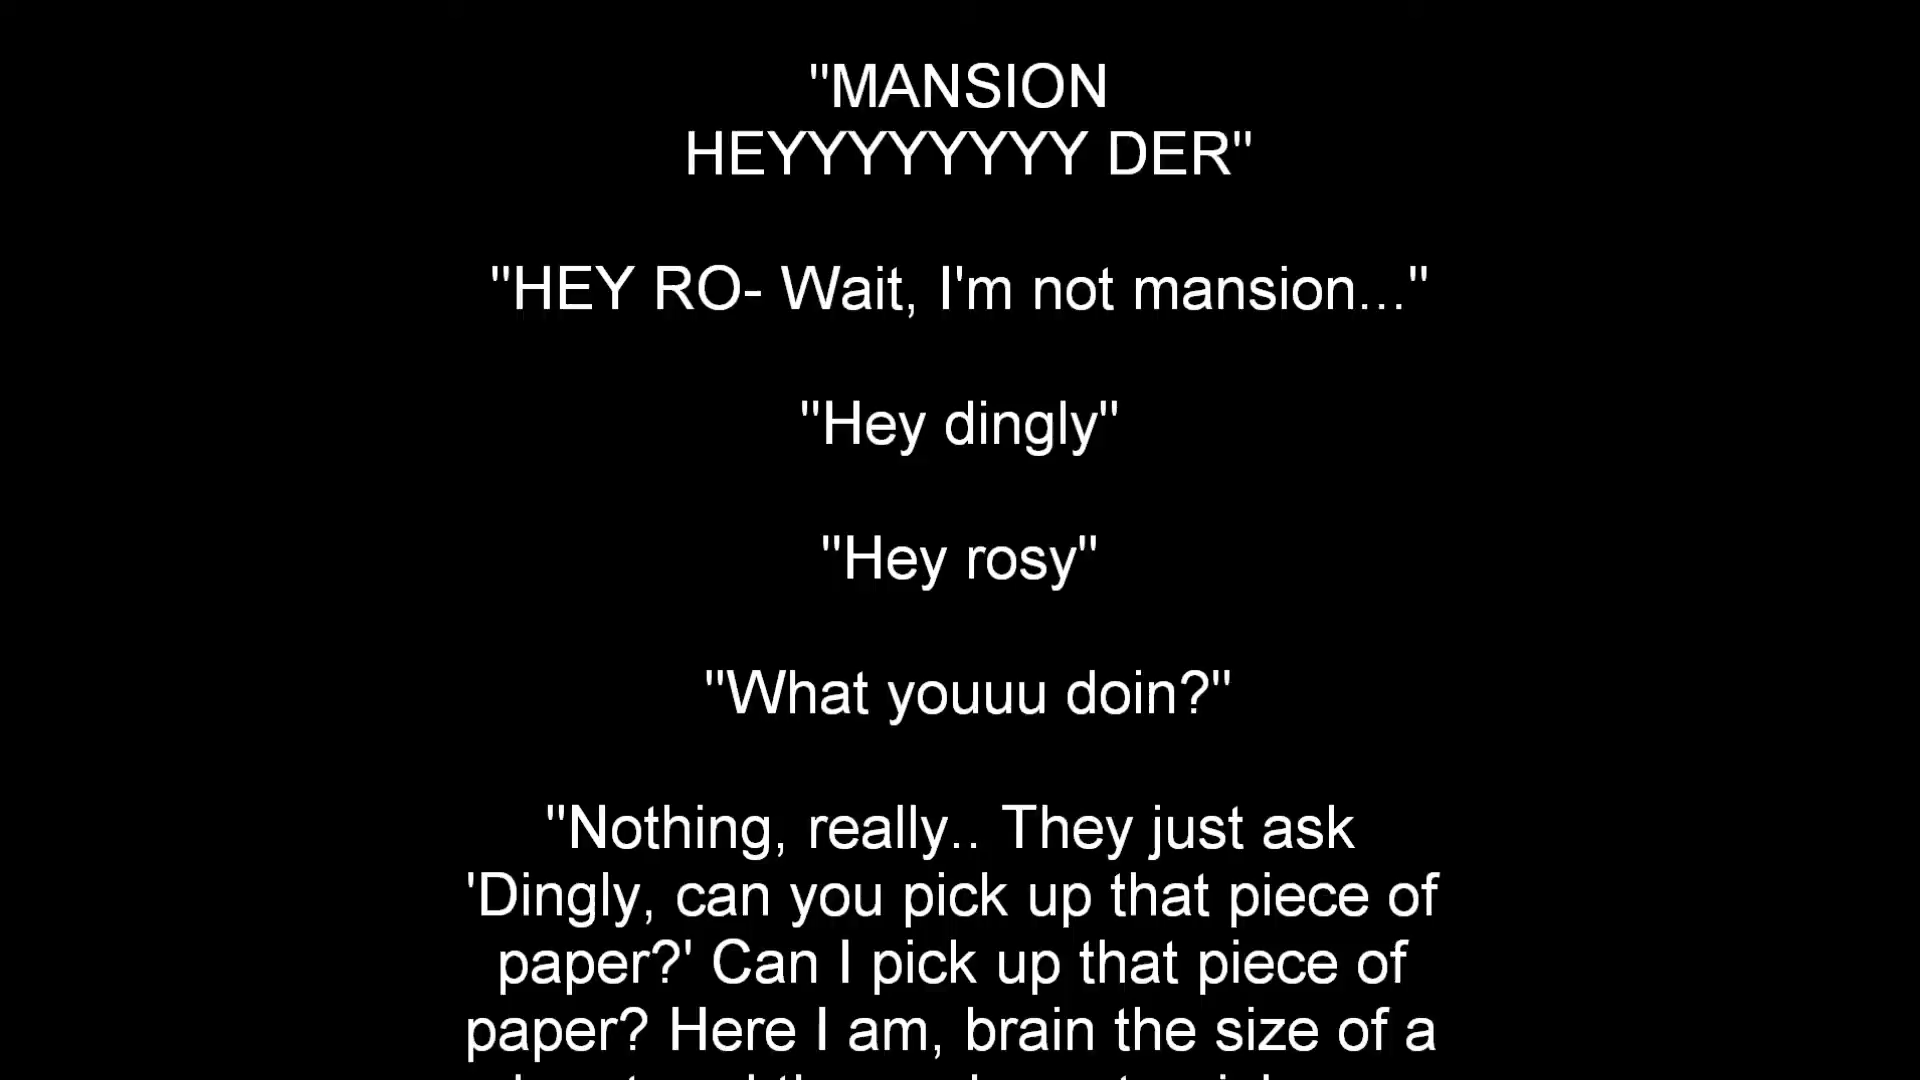 "MANSION
HEYYYYYYYY DER"
"HEY RO- Wait, I'm not mansion..."
"Hey dingly"
"Hey rosy"
"What youuu doin?"
"Nothing, really.. They just ask
'Dingly, can you pick up that piece of
paper?' Can I pick up that piece of
paper? Here I am, brain the size of a